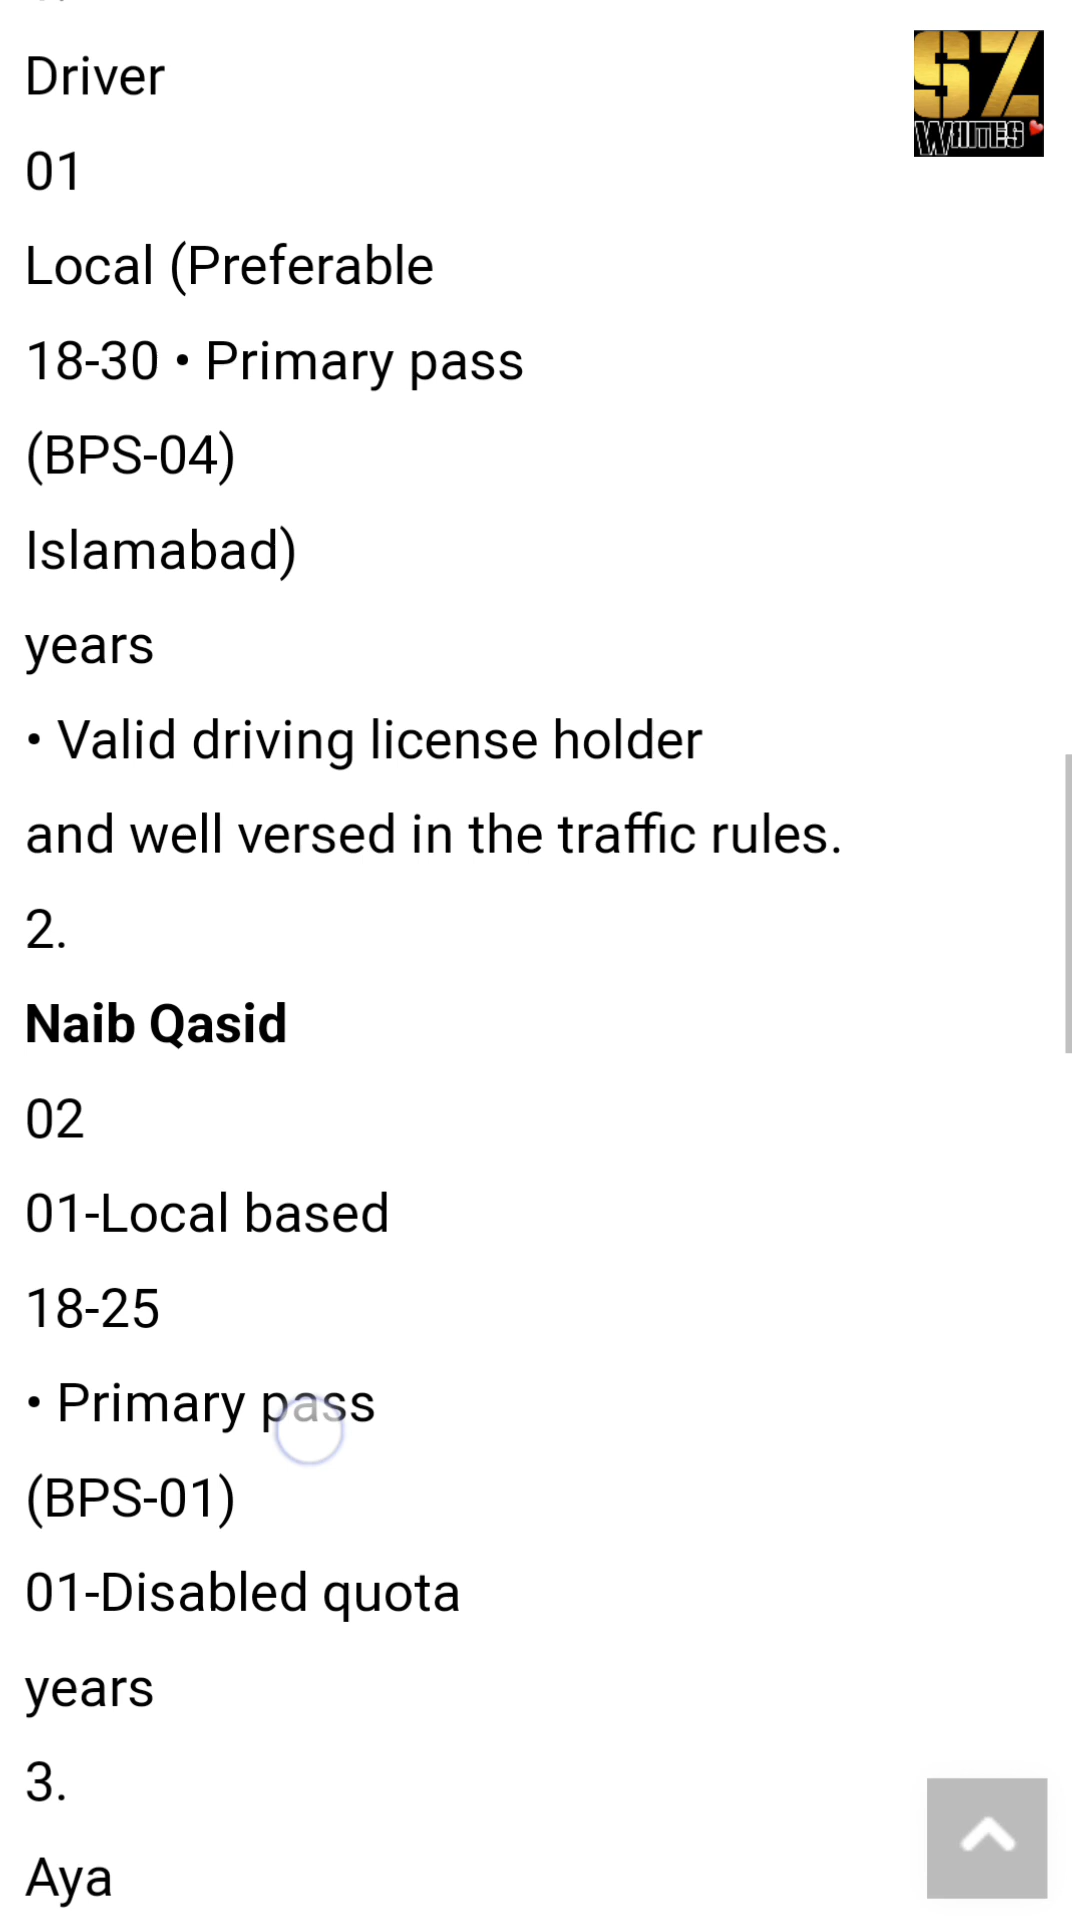 Driver
SZ
WRITES
01
Local (Preferable
18-30 • Primary pass
(BPS-04)
Islamabad)
years
• Valid driving license holder
and well versed in the traffic rules.
2.
Naib Qasid
02
01-Local based
18-25
• Primary pass
(BPS-01)
01-Disabled quota
years
3.
Aya